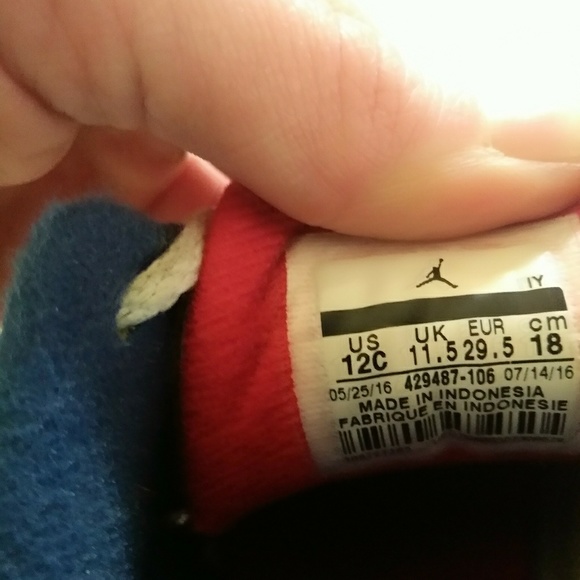 IY
US UK EUR cm
12C 11.5 29.5 18
05/25/16 429487-106 07/14/16
MADE IN INDONESIA
FABRIQUE EN INDONESIE